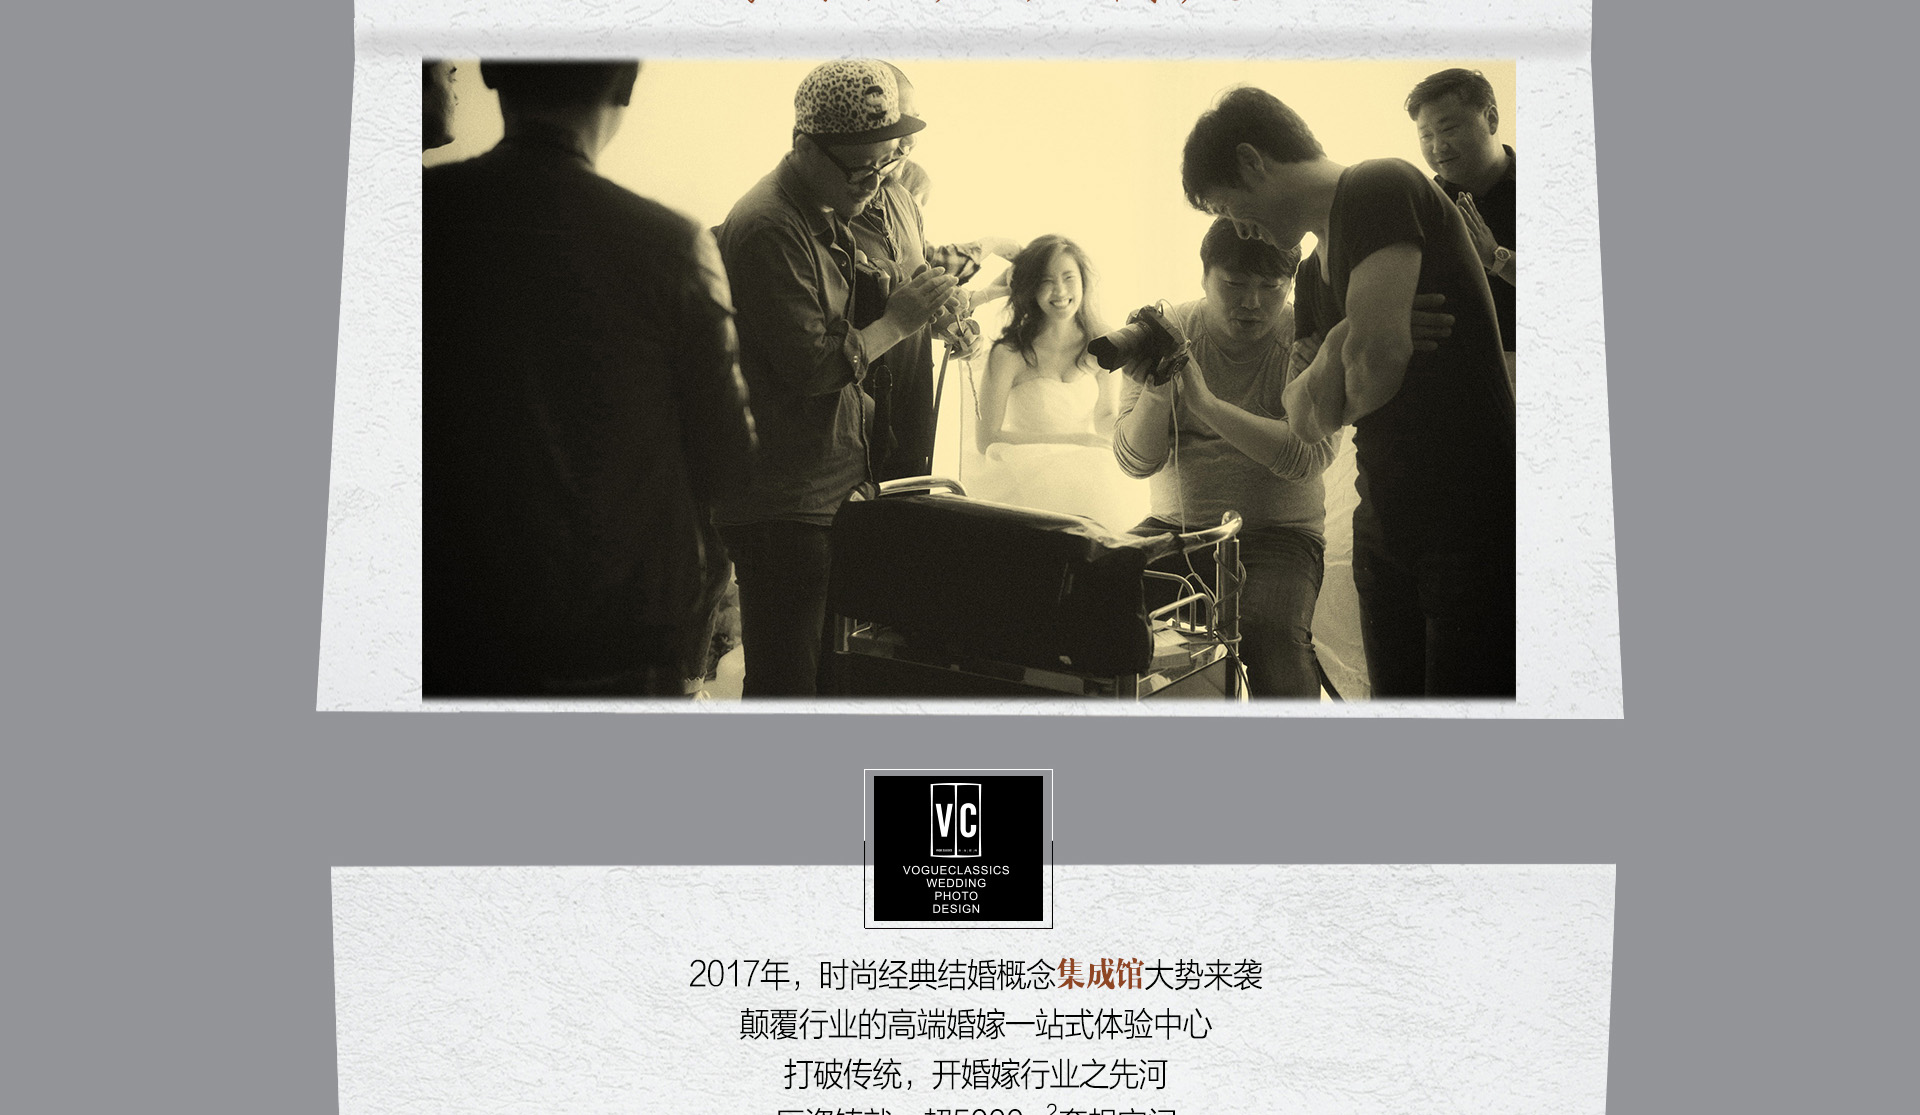 VC
VOGUECLASSICS
WEDDING
PHOTO
DESIGN
2017年，时尚经典结婚概念集成馆大势来袭
颠覆行业的高端婚嫁一站式体验中心
打破传统，开婚嫁行业之先河